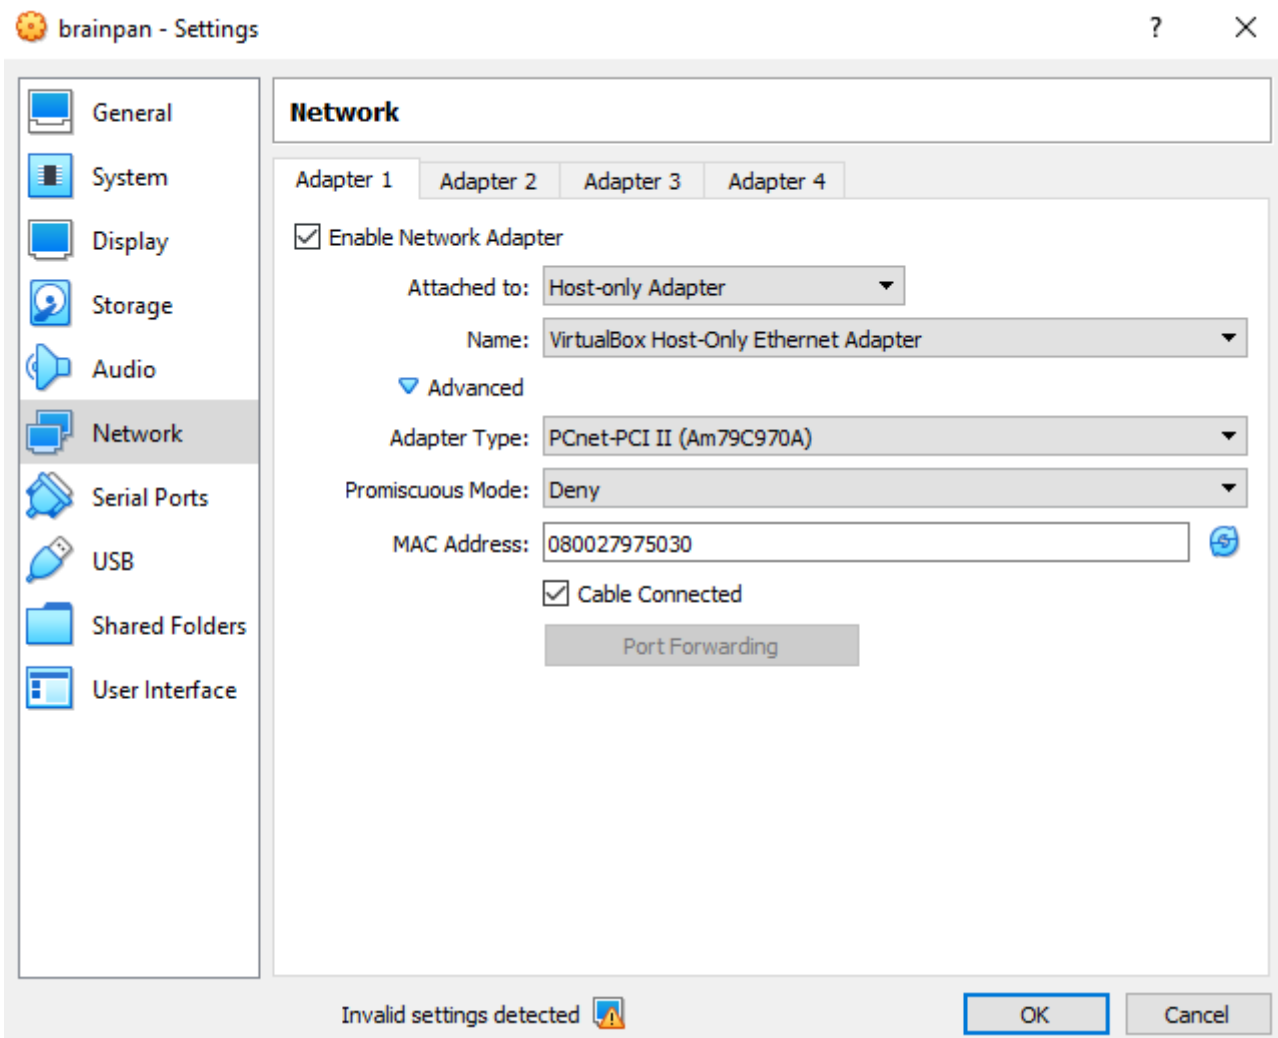 brainpan - Settings
?
General
System
Display
Storage
Audio
Network
Serial Ports
USB
Shared Folders
User Interface
Network
Adapter 1 Adapter 2 Adapter 3 Adapter 4
Enable Network Adapter
Attached to: Host-only Adapter
Name: VirtualBox Host-Only Ethernet Adapter
Advanced
Adapter Type: PCnet-PCI II (Am79C970A)
Promiscuous Mode: Deny
MAC Address: 080027975030
Cable Connected
Port Forwarding
Invalid settings detected
OK Cancel